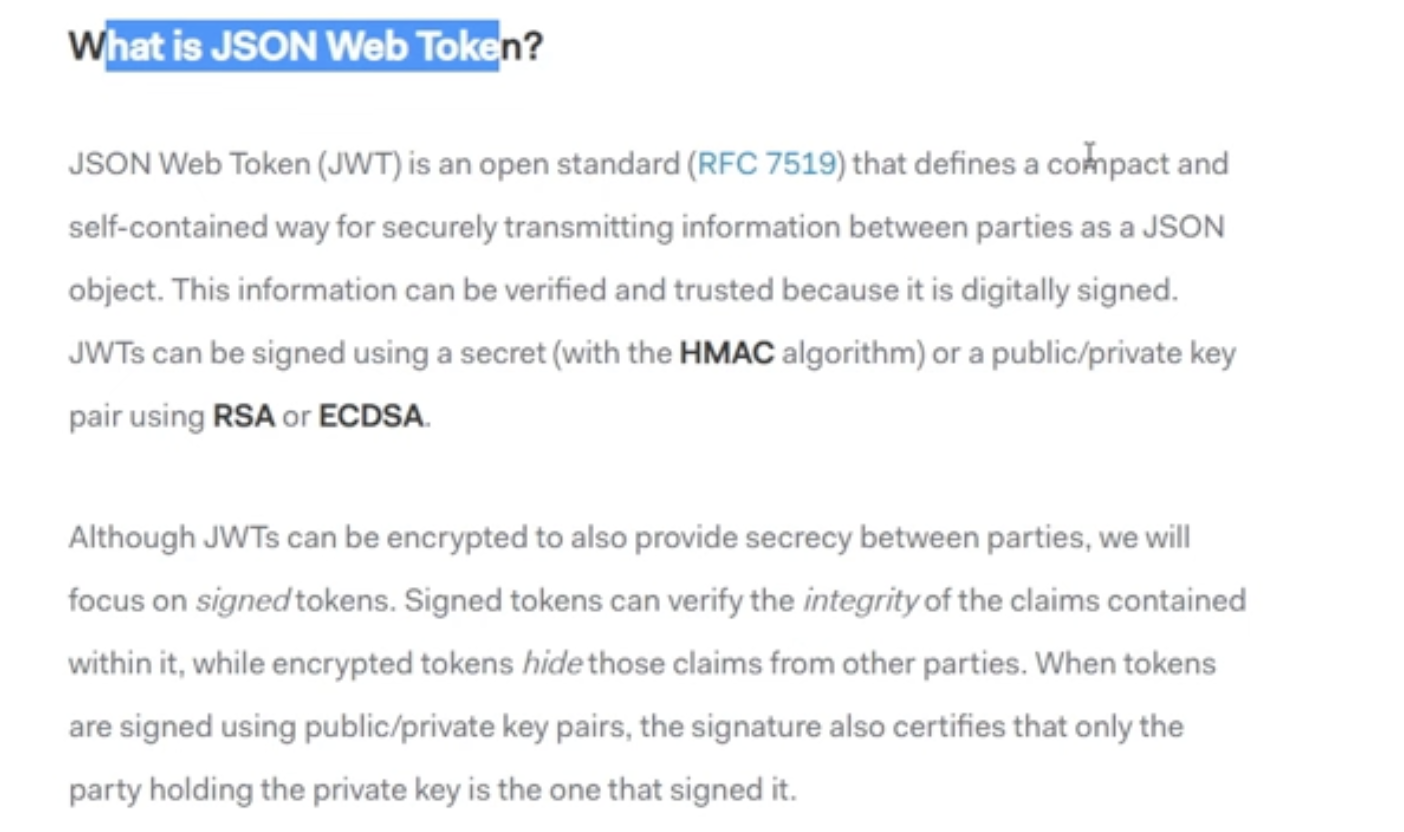 What is JSON Web Token?
JSON Web Token (JWT) is an open standard (RFC 7519) that defines a compact and
self-contained way for securely transmitting information between parties as a JSON
object. This information can be verified and trusted because it is digitally signed.
JWTs can be signed using a secret (with the HMAC algorithm) or a public/private key
pair using RSA or ECDSA.
Although JWTs can be encrypted to also provide secrecy between parties, we will
focus on signed tokens. Signed tokens can verify the integrity of the claims contained
within it, while encrypted tokens hide those claims from other parties. When tokens
are signed using public/private key pairs, the signature also certifies that only the
party holding the private key is the one that signed it.